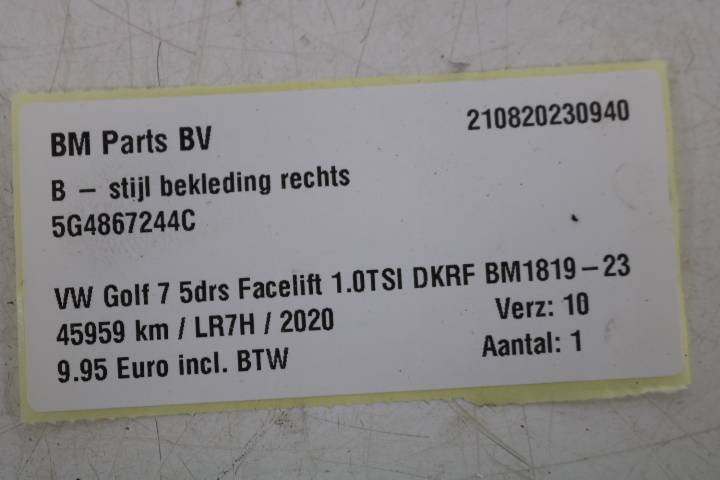 BM Parts BV 210820230940
B – stijl bekleding rechts
5G4867244C
VW Golf 7 5drs Facelift 1.0TSI DKRF BM1819–23
45959 km / LR7H / 2020 Verz: 10
9.95 Euro incl. BTW Aantal: 1